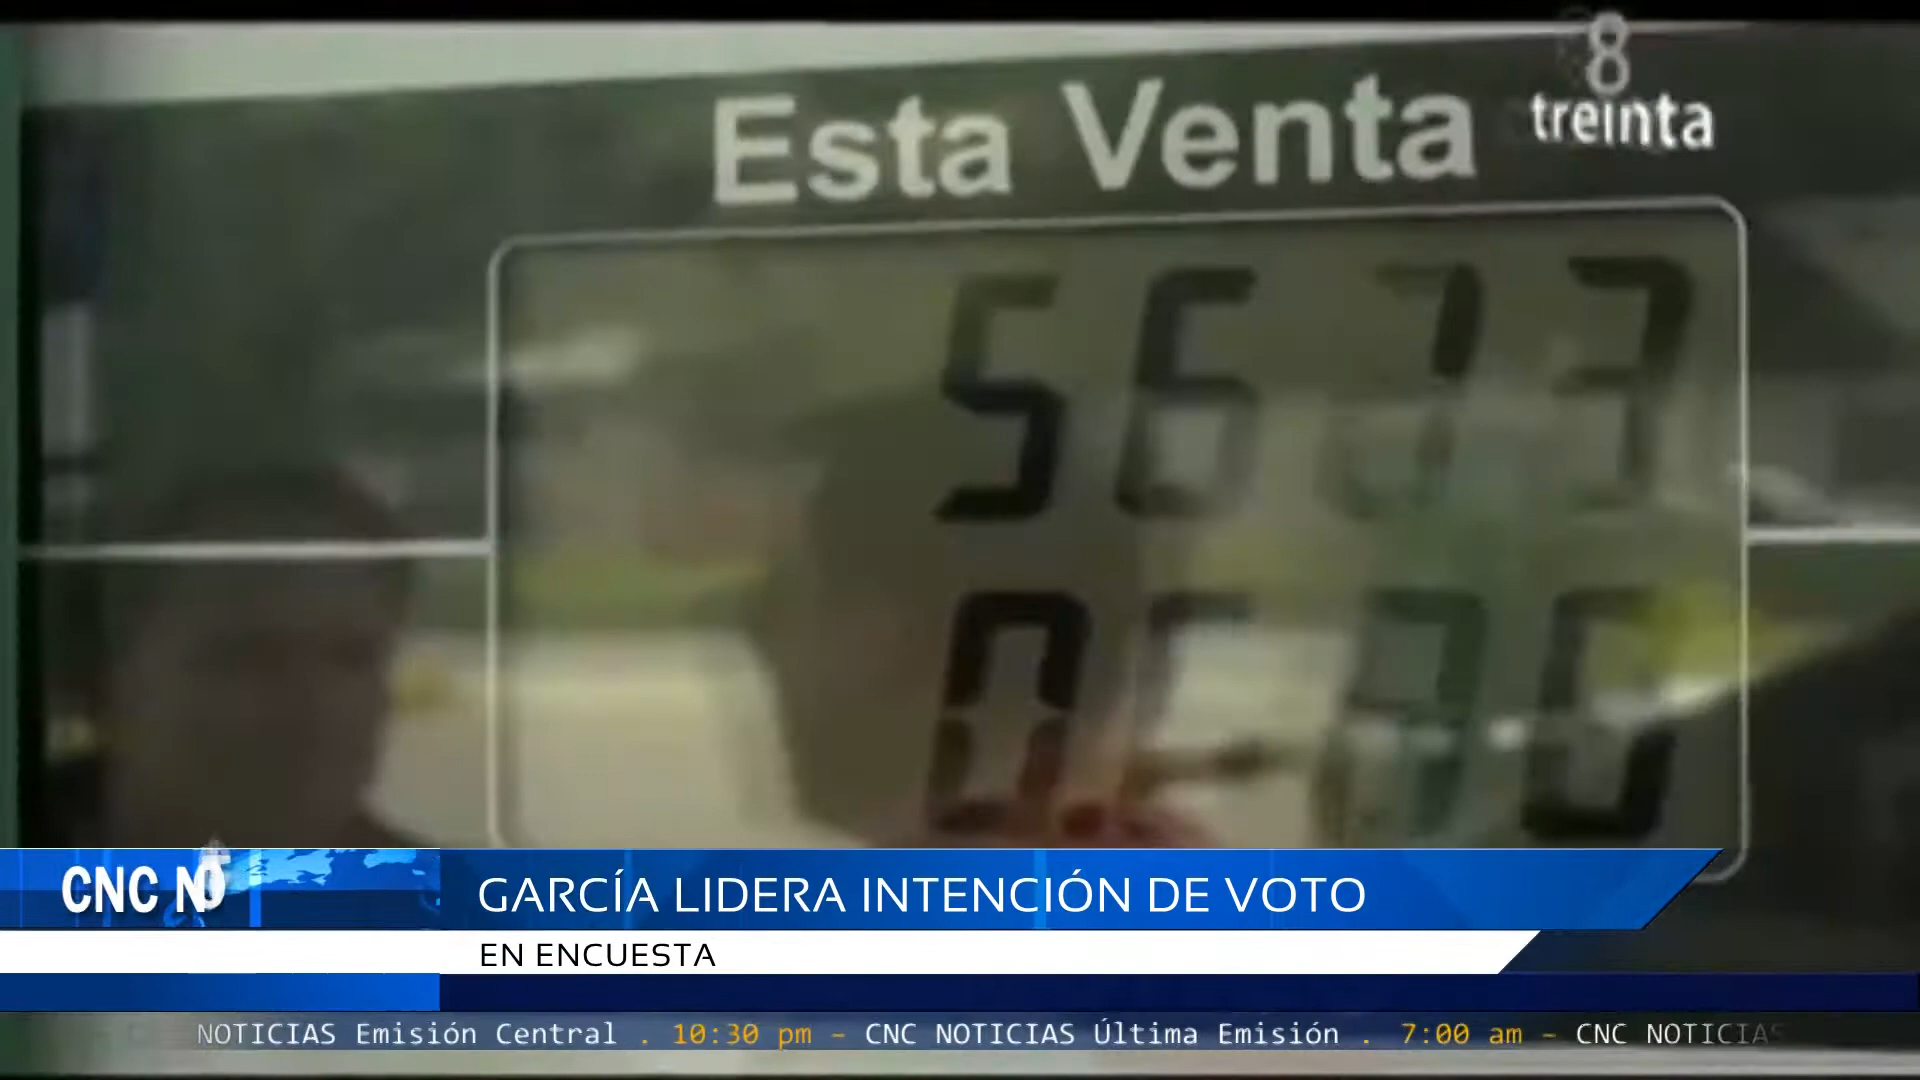 8
treinta
Esta Venta
5673
CNC NO
GARCÍA LIDERA INTENCIÓN DE VOTO
EN ENCUESTA
NOTICIAS Emisión Central . 10:30 pm – CNC NOTICIAS Última Emisión . 7:00 am – CNC NOTICIAS